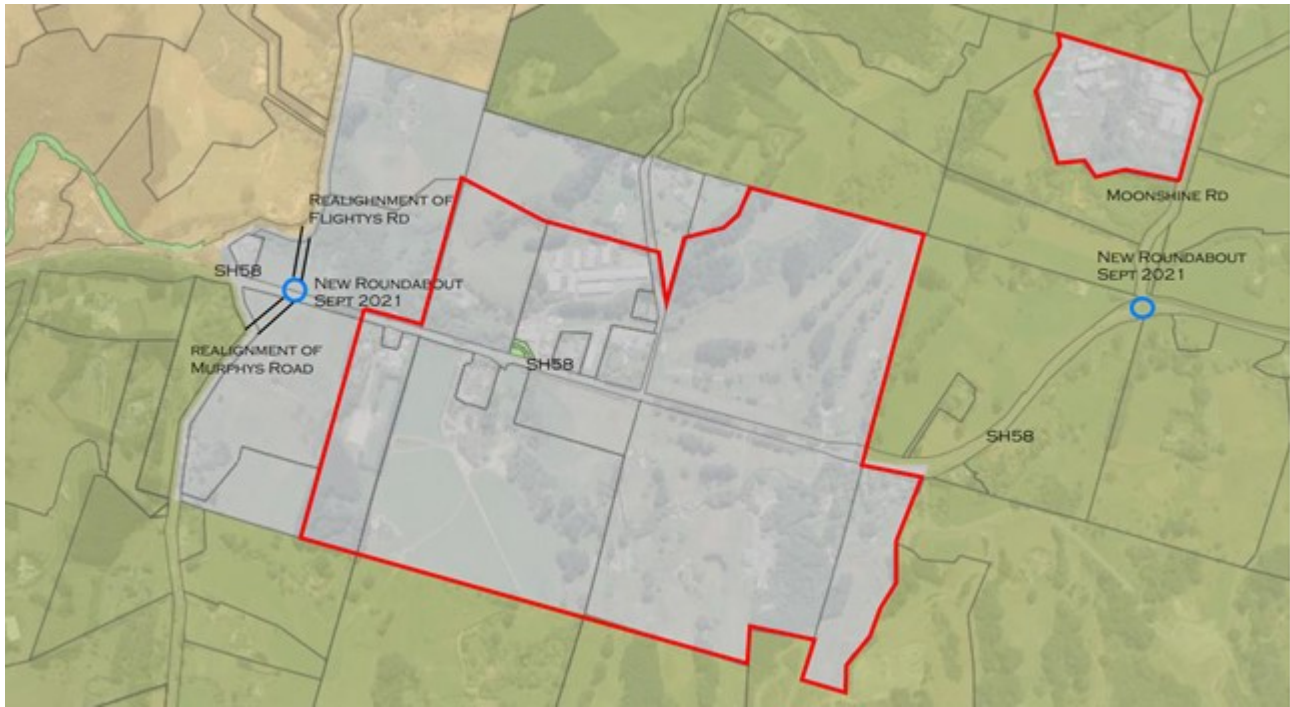 Moonshine Rd
Realignment of
Flightys Rd
SH58
New Roundabout
Sept 2021
New Roundabout
Sept 2021
realignment of
Murphys Road
SH58
SH58